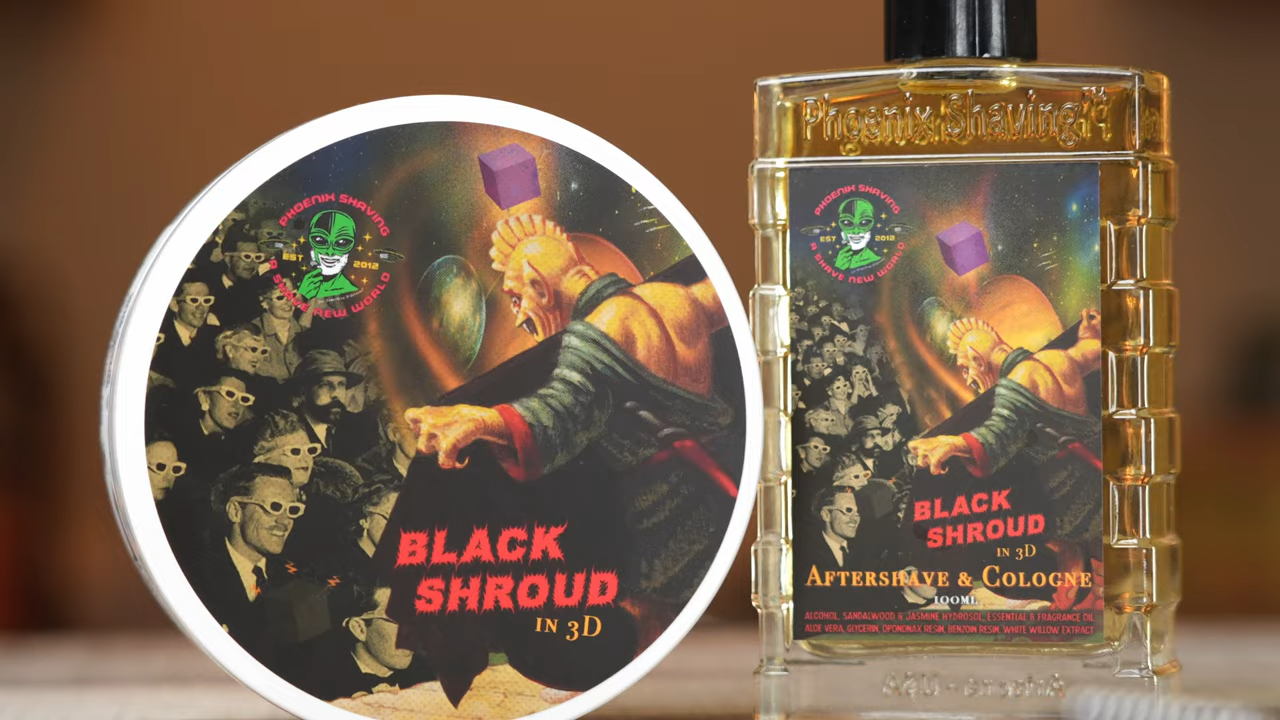 PHOENIX SHAVING
EST 2012
A SHAVE NEW WORLD
BLACK
SHROUD
IN 3D
Phoenix Shaving
PHOENIX SHAVING
EST 2012
A SHAVE NEW WORLD
BLACK
SHROUD
IN 3D
AFTERSHAVE & COLOGNE
100ML
ALCOHOL, SANDALWOOD & JASMINE HYDROSOL, ESSENTIAL & FRAGRANCE OIL
ALOE VERA, GLYCERIN, OPONONAX RESIN, BENZOIN RESIN, WHITE WILLOW EXTRACT